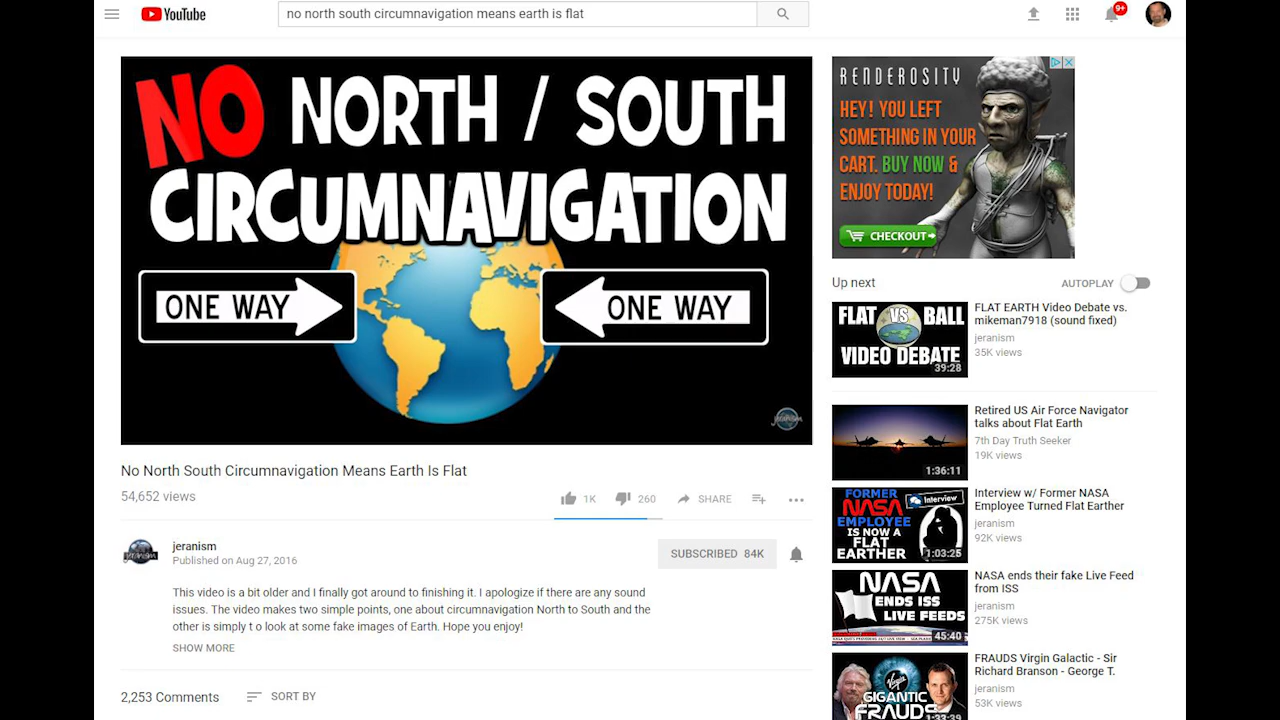 YouTube
no north south circumnavigation means earth is flat
9+
NO NORTH / SOUTH
CIRCUMNAVIGATION
ONE WAY
ONE WAY
jeranism
No North South Circumnavigation Means Earth Is Flat
54,652 views
1K
260
SHARE
jeranism
jeranism
Published on Aug 27, 2016
SUBSCRIBED 84K
This video is a bit older and I finally got around to finishing it. I apologize if there are any sound
issues. The video makes two simple points, one about circumnavigation North to South and the
other is simply t o look at some fake images of Earth. Hope you enjoy!
SHOW MORE
2,253 Comments
SORT BY
RENDEROSITY
HEY! YOU LEFT
SOMETHING IN YOUR
CART. BUY NOW &
ENJOY TODAY!
CHECKOUT
Up next
AUTOPLAY
FLAT VS BALL
VIDEO DEBATE
39:28
FLAT EARTH Video Debate vs.
mikeman7918 (sound fixed)
jeranism
35K views
1:36:11
Retired US Air Force Navigator
talks about Flat Earth
7th Day Truth Seeker
19K views
FORMER
NASA
EMPLOYEE
IS NOW A
FLAT
EARTHER
Interview
1:03:25
Interview w/ Former NASA
Employee Turned Flat Earther
jeranism
92K views
NASA
ENDS ISS
LIVE FEEDS
45:40
NASA ends their fake Live Feed
from ISS
jeranism
275K views
Virgin
GIGANTIC
FRAUDS
1:33:39
FRAUDS Virgin Galactic - Sir
Richard Branson - George T.
jeranism
53K views